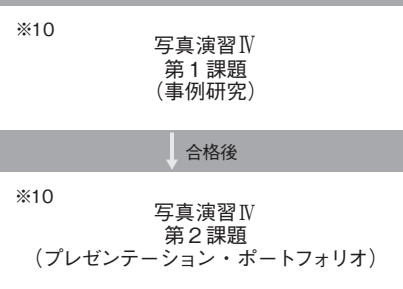 ※10
写真演習Ⅳ
第1課題
（事例研究）
合格後
※10
写真演習Ⅳ
第2課題
（プレゼンテーション・ポートフォリオ）